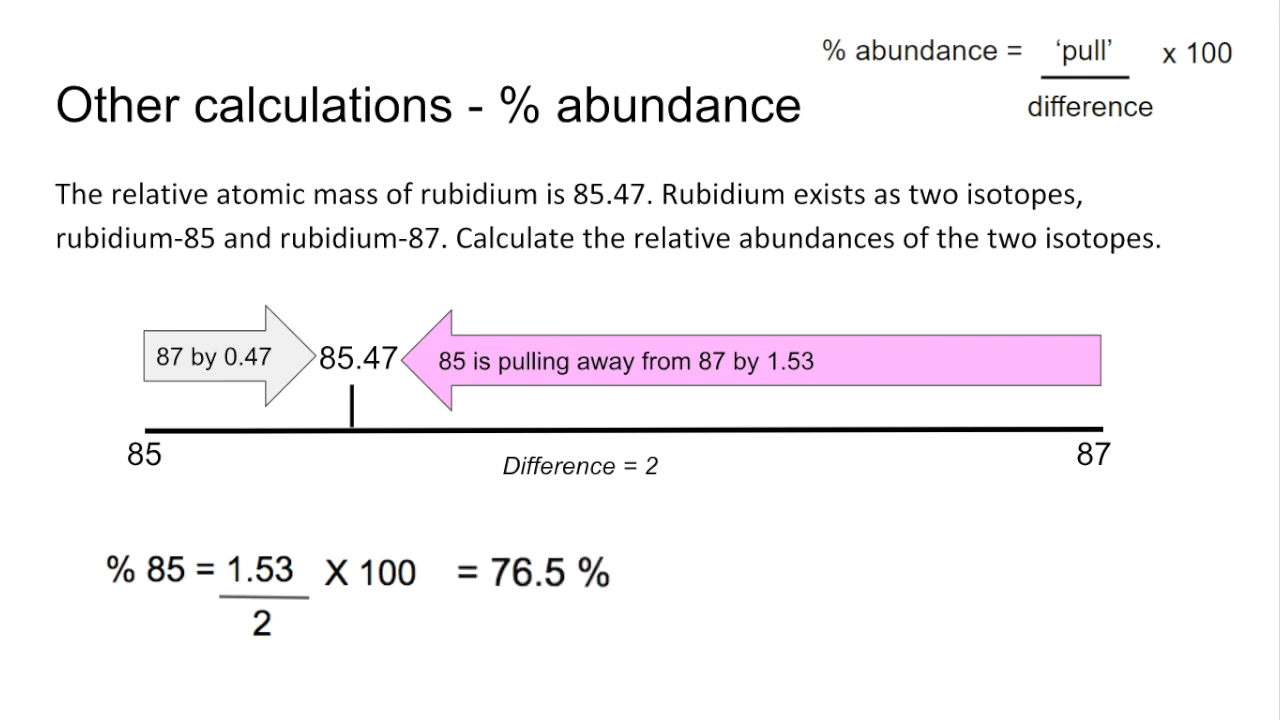 % abundance = 'pull' x 100
difference
Other calculations - % abundance
The relative atomic mass of rubidium is 85.47. Rubidium exists as two isotopes,
rubidium-85 and rubidium-87. Calculate the relative abundances of the two isotopes.
87 by 0.47 85.47 85 is pulling away from 87 by 1.53
85 87
Difference = 2
% 85 = 1.53 X 100 = 76.5 %
2